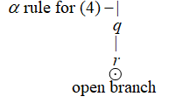 α rule for (4) – |
q
|
r
⊙
open branch